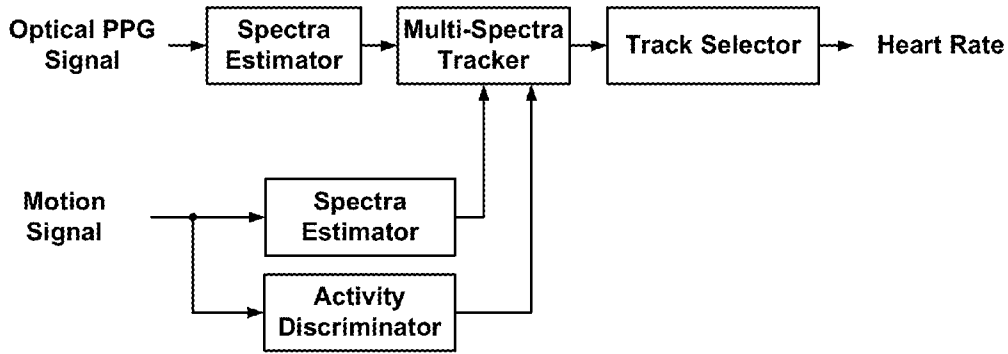 Optical PPG
Signal
Spectra
Estimator
Multi-Spectra
Tracker
Track Selector
Heart Rate
Motion
Signal
Spectra
Estimator
Activity
Discriminator